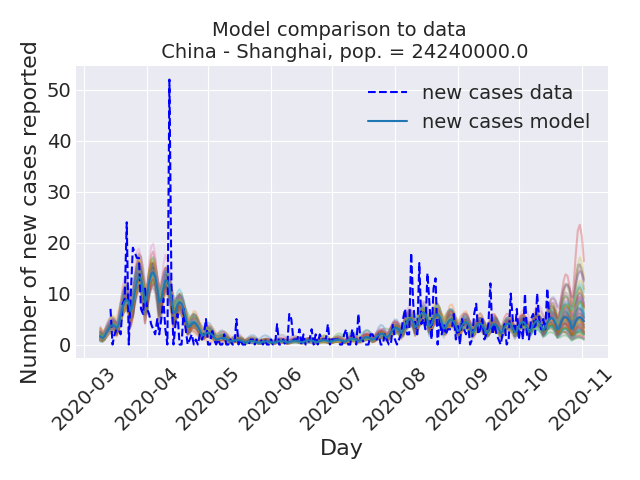 Model comparison to data
China - Shanghai, pop. = 24240000.0
Number of new cases reported
50
40
30
20
10
0
new cases data
new cases model
2020-03
2020-04
2020-05
2020-06
2020-07
2020-08
2020-09
2020-10
2020-11
Day